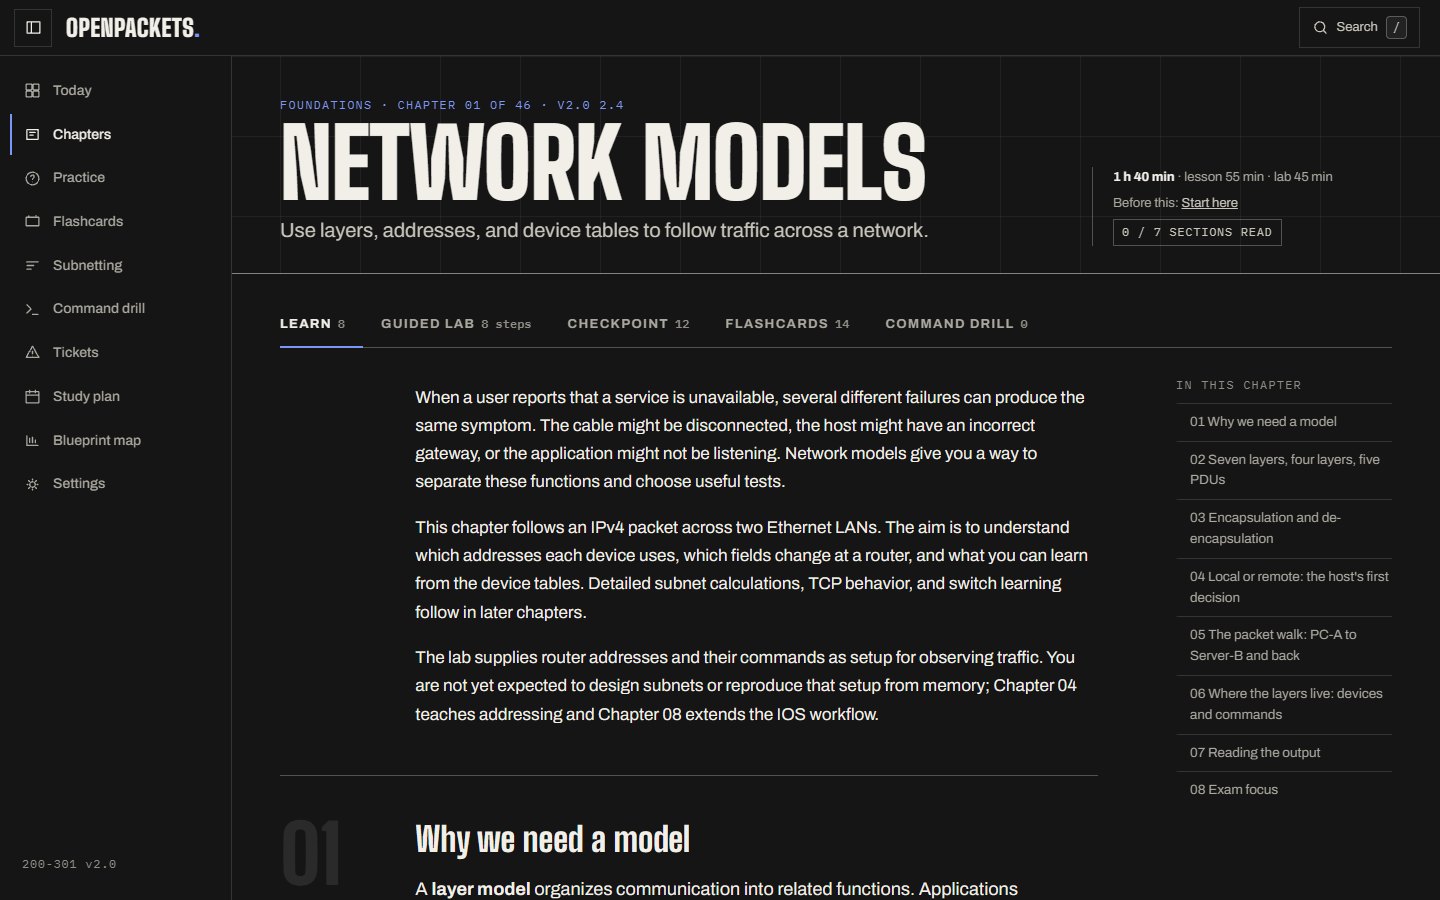 OPENPACKETS.
Search /
Today
Chapters
Practice
Flashcards
Subnetting
Command drill
Tickets
Study plan
Blueprint map
Settings
200-301 v2.0
FOUNDATIONS · CHAPTER 01 OF 46 · V2.0 2.4
NETWORK MODELS
Use layers, addresses, and device tables to follow traffic across a network.
1 h 40 min · lesson 55 min · lab 45 min
Before this: Start here
0 / 7 SECTIONS READ
LEARN 8
GUIDED LAB 8 steps
CHECKPOINT 12
FLASHCARDS 14
COMMAND DRILL 0
When a user reports that a service is unavailable, several different failures can produce the
same symptom. The cable might be disconnected, the host might have an incorrect
gateway, or the application might not be listening. Network models give you a way to
separate these functions and choose useful tests.
This chapter follows an IPv4 packet across two Ethernet LANs. The aim is to understand
which addresses each device uses, which fields change at a router, and what you can learn
from the device tables. Detailed subnet calculations, TCP behavior, and switch learning
follow in later chapters.
The lab supplies router addresses and their commands as setup for observing traffic. You
are not yet expected to design subnets or reproduce that setup from memory; Chapter 04
teaches addressing and Chapter 08 extends the IOS workflow.
01
Why we need a model
A layer model organizes communication into related functions. Applications
IN THIS CHAPTER
01 Why we need a model
02 Seven layers, four layers, five
PDUs
03 Encapsulation and de-
encapsulation
04 Local or remote: the host's first
decision
05 The packet walk: PC-A to
Server-B and back
06 Where the layers live: devices
and commands
07 Reading the output
08 Exam focus